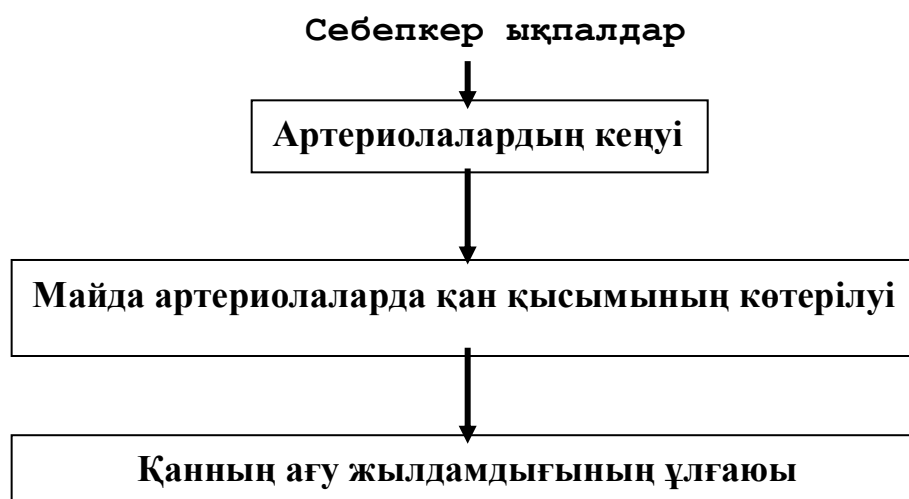 Себепкер ықпалдар
Артериолалардың кеңуі
Майда артериолаларда қан қысымының көтерілуі
Қанның ағу жылдамдығының ұлғаюы